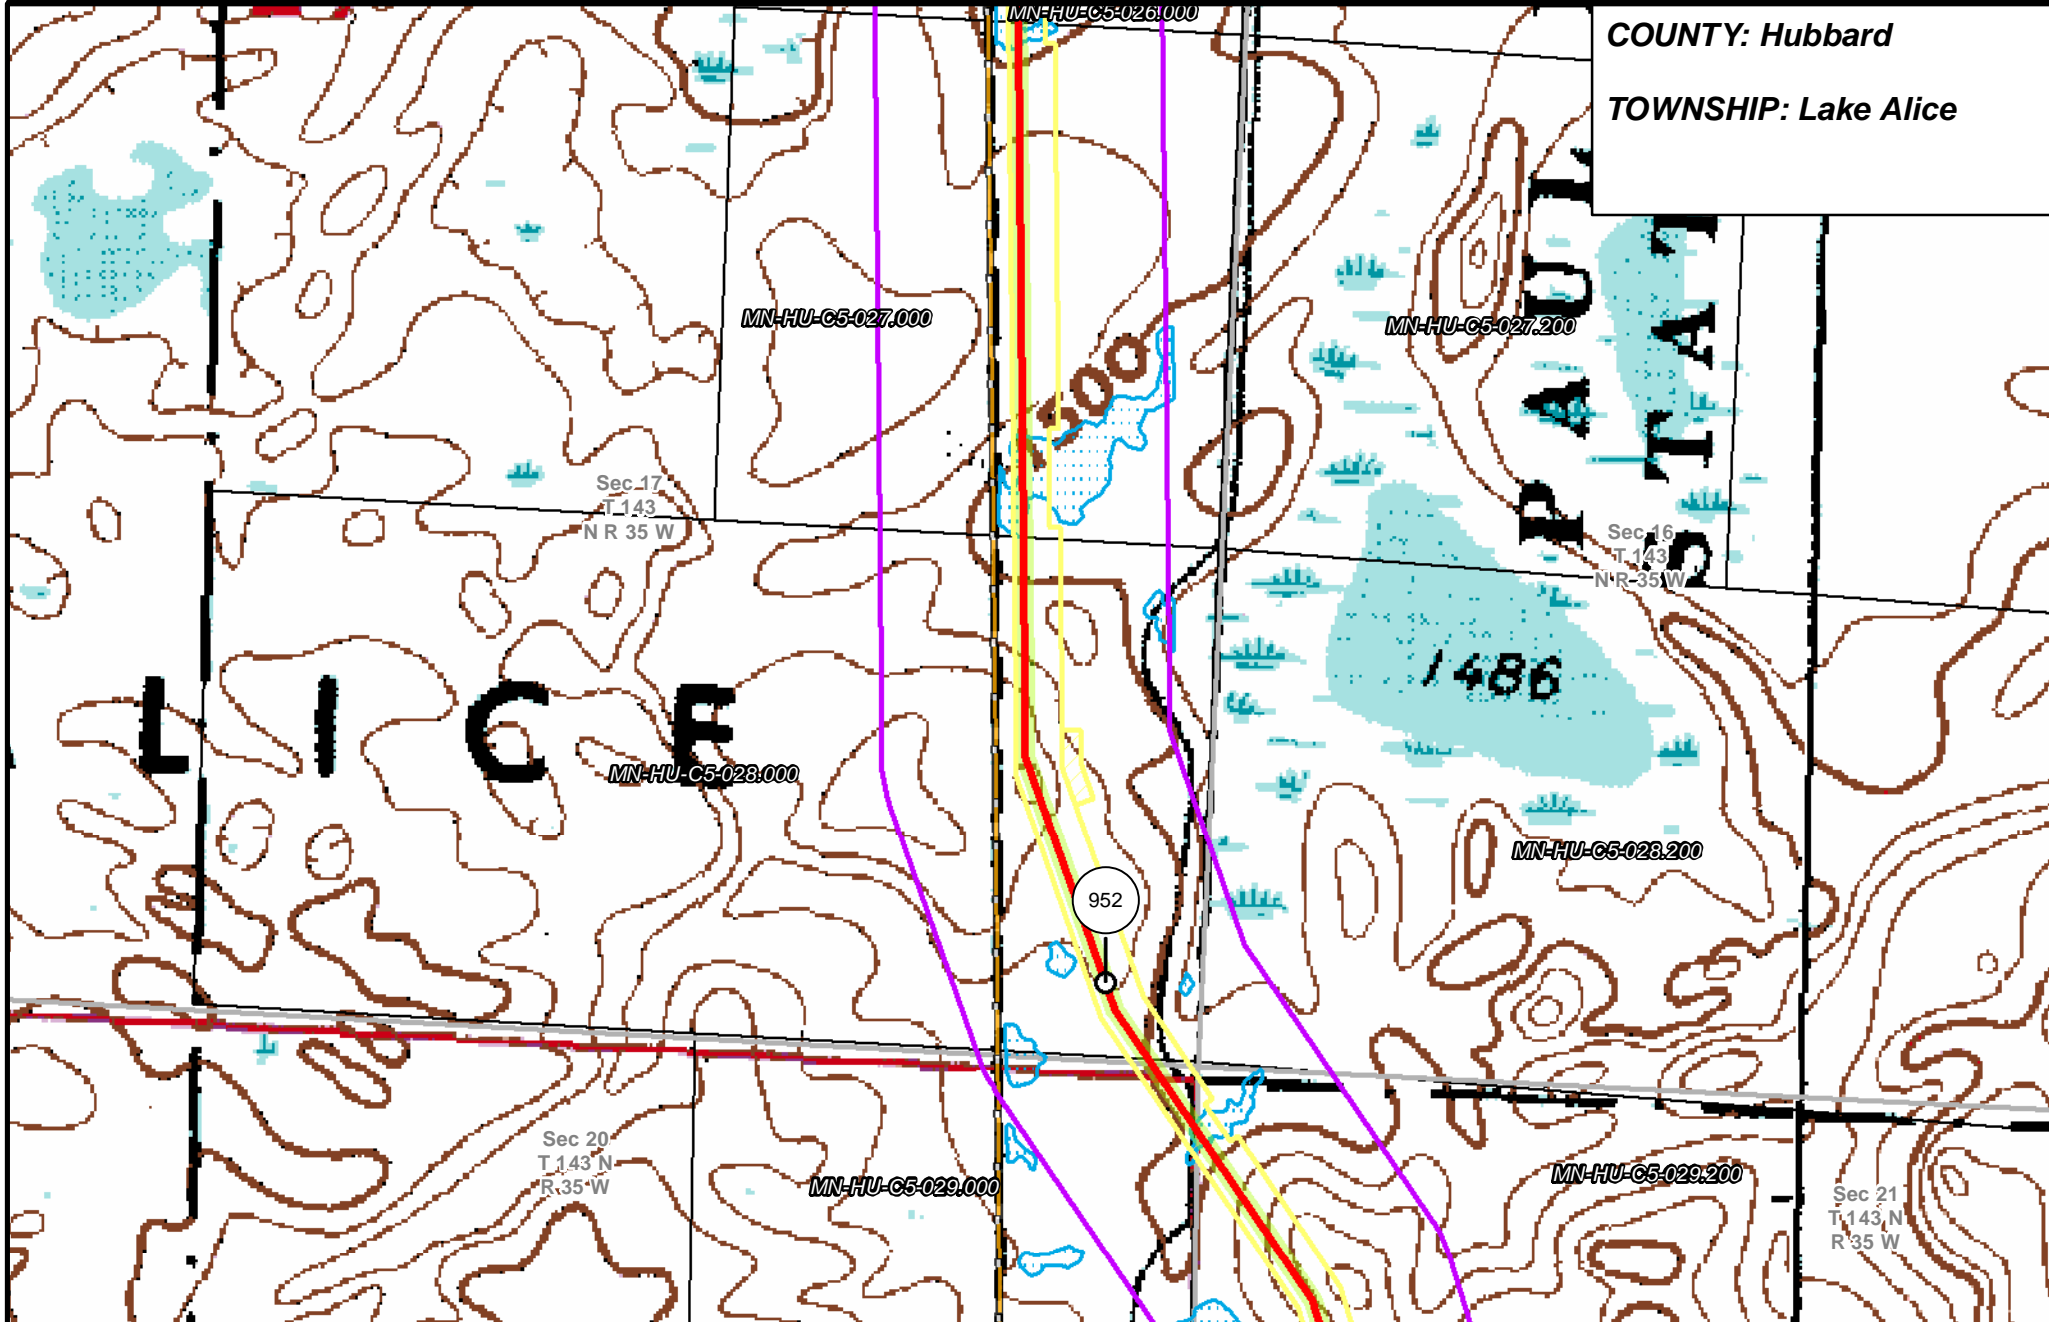 MN-HU-C5-026.000
COUNTY: Hubbard
TOWNSHIP: Lake Alice
MN-HU-C5-027.000
MN-HU-C5-027.200
PAUL
STAT
Sec 17
T 143
N R 35 W
Sec 16
T 143
N R 35 W
1486
LICE
MN-HU-C5-028.000
MN-HU-C5-028.200
952
Sec 20
T 143 N
R 35 W
MN-HU-C5-029.000
MN-HU-C5-029.200
Sec 21
T 143 N
R 35 W